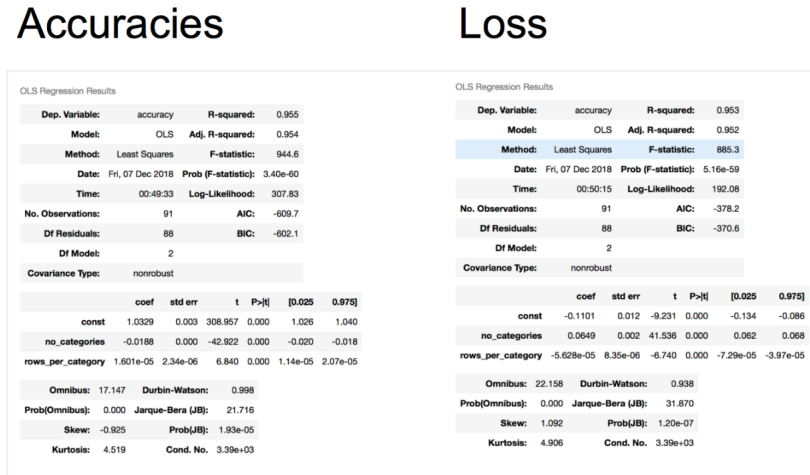 Accuracies
OLS Regression Results
Dep. Variable: accuracy R-squared: 0.955
Model: OLS Adj. R-squared: 0.954
Method: Least Squares F-statistic: 944.6
Date: Fri, 07 Dec 2018 Prob (F-statistic): 3.40e-60
Time: 00:49:33 Log-Likelihood: 307.83
No. Observations: 91 AIC: -609.7
Df Residuals: 88 BIC: -602.1
Df Model: 2
Covariance Type: nonrobust
coef std err t P>|t| [0.025 0.975]
const 1.0329 0.003 308.957 0.000 1.026 1.040
no_categories -0.0188 0.000 -42.922 0.000 -0.020 -0.018
rows_per_category 1.601e-05 2.34e-06 6.840 0.000 1.14e-05 2.07e-05
Omnibus: 17.147 Durbin-Watson: 0.998
Prob(Omnibus): 0.000 Jarque-Bera (JB): 21.716
Skew: -0.925 Prob(JB): 1.93e-05
Kurtosis: 4.519 Cond. No. 3.39e+03
Loss
OLS Regression Results
Dep. Variable: accuracy R-squared: 0.953
Model: OLS Adj. R-squared: 0.952
Method: Least Squares F-statistic: 885.3
Date: Fri, 07 Dec 2018 Prob (F-statistic): 5.16e-59
Time: 00:50:15 Log-Likelihood: 192.08
No. Observations: 91 AIC: -378.2
Df Residuals: 88 BIC: -370.6
Df Model: 2
Covariance Type: nonrobust
coef std err t P>|t| [0.025 0.975]
const -0.1101 0.012 -9.231 0.000 -0.134 -0.086
no_categories 0.0649 0.002 41.536 0.000 0.062 0.068
rows_per_category -5.628e-05 8.35e-06 -6.740 0.000 -7.29e-05 -3.97e-05
Omnibus: 22.158 Durbin-Watson: 0.938
Prob(Omnibus): 0.000 Jarque-Bera (JB): 31.870
Skew: 1.092 Prob(JB): 1.20e-07
Kurtosis: 4.906 Cond. No. 3.39e+03